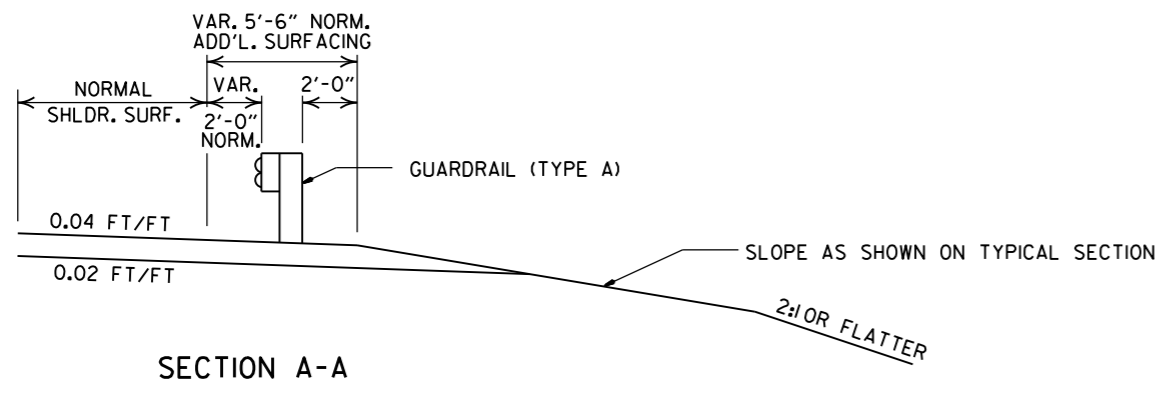 VAR. 5'-6" NORM.
ADD'L. SURFACING
NORMAL
SHLDR. SURF.
VAR.
2'-0"
NORM.
2'-0"
GUARDRAIL (TYPE A)
0.04 FT/FT
0.02 FT/FT
SLOPE AS SHOWN ON TYPICAL SECTION
2:1 OR FLATTER
SECTION A-A